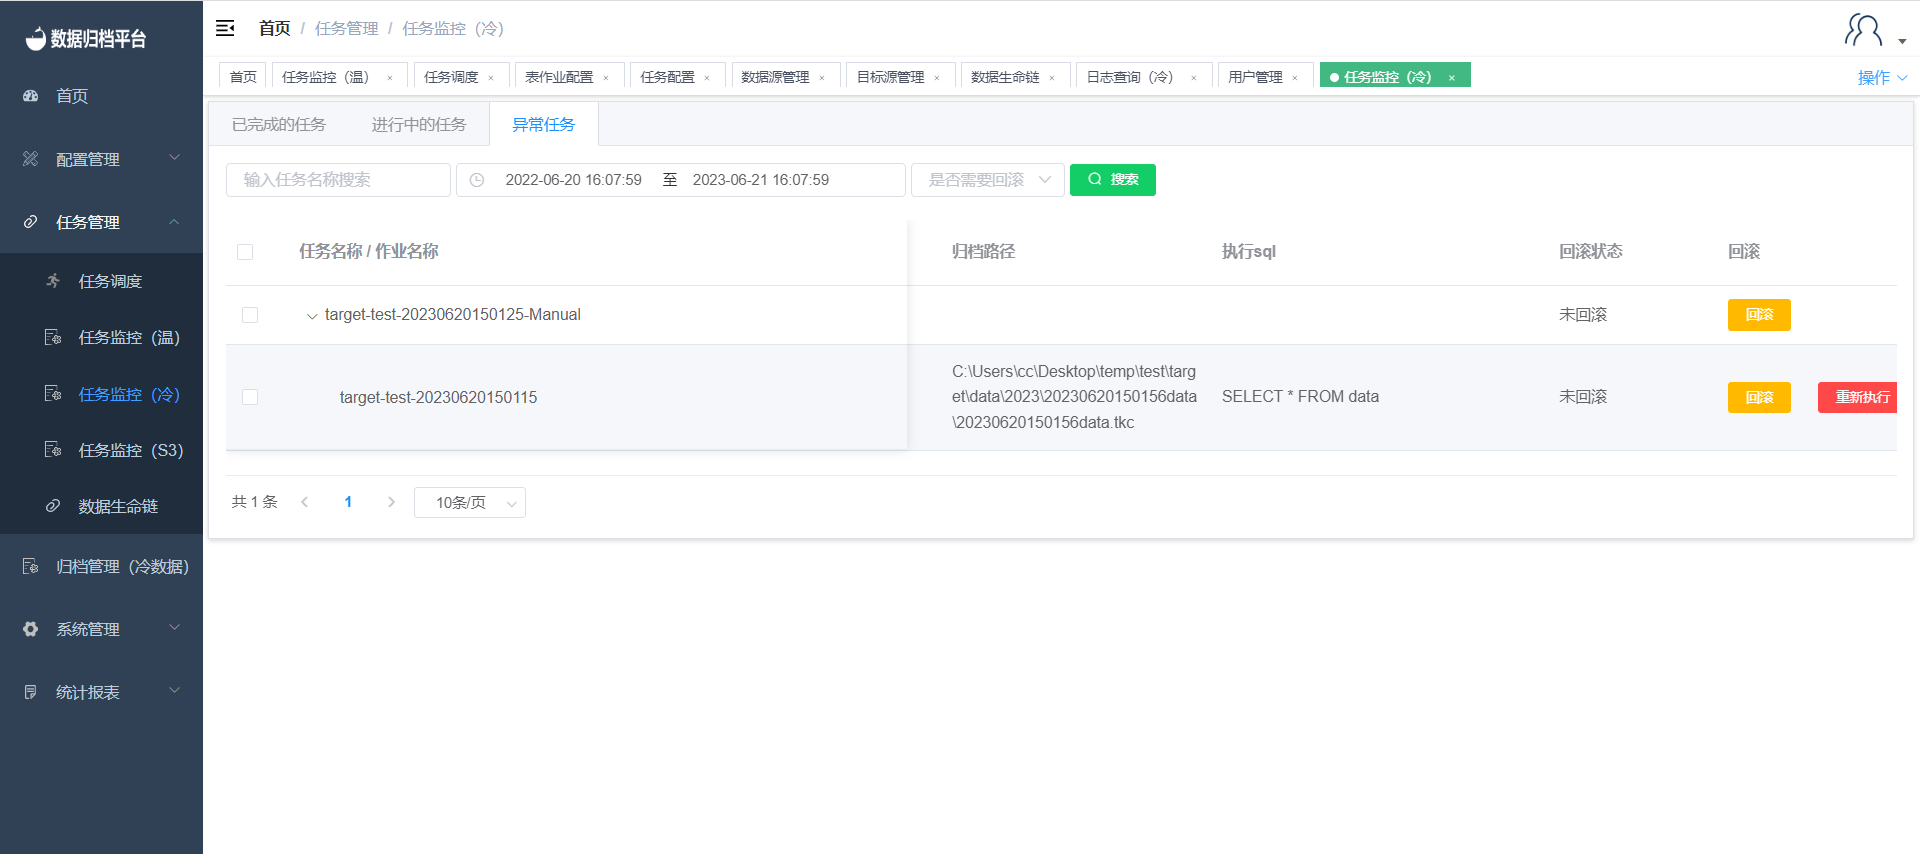 数据归档平台
首页
配置管理
任务管理
任务调度
任务监控（温）
任务监控（冷）
任务监控（S3）
数据生命链
归档管理（冷数据）
系统管理
统计报表
首页 / 任务管理 / 任务监控（冷）
首页 任务监控（温） × 任务调度 × 表作业配置 × 任务配置 × 数据源管理 × 目标源管理 × 数据生命链 × 日志查询（冷） × 用户管理 × 任务监控（冷） × 操作
已完成的任务 进行中的任务 异常任务
输入任务名称搜索 2022-06-20 16:07:59 至 2023-06-21 16:07:59 是否需要回滚 搜索
任务名称 / 作业名称 归档路径 执行sql 回滚状态 回滚
target-test-20230620150125-Manual 未回滚 回滚
C:\Users\cc\Desktop\temp\test\targ
target-test-20230620150115 et\data\2023\20230620150156data SELECT * FROM data 未回滚 回滚 重新执行
\20230620150156data.tkc
共 1 条 1 10条/页